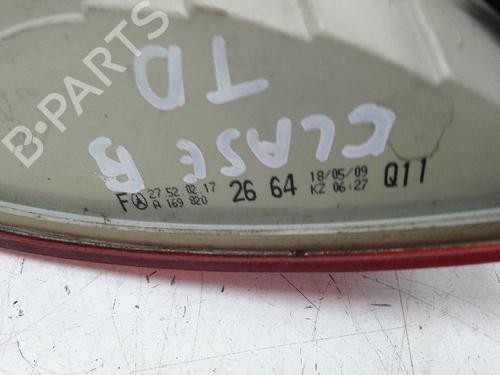 B-PARTS
TD
CLASE B
F 27.52.02.17 A 169 820 26 64 18/05/09 KZ 06:27 Q11